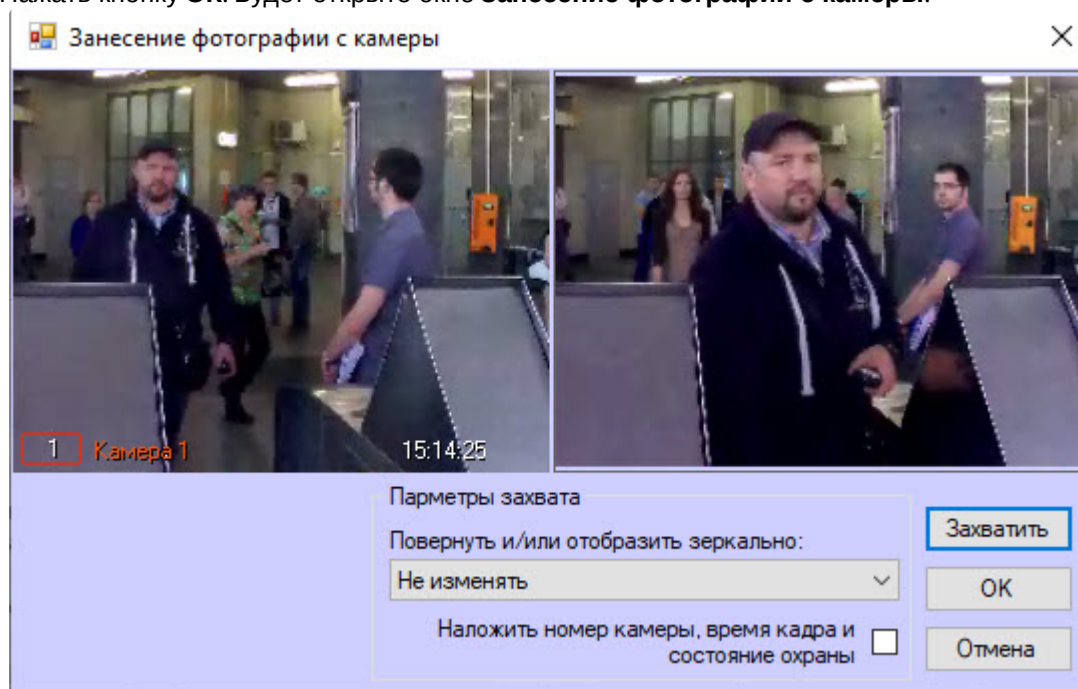 Нажать кнопку ОК. Будет открыто окно Занесение фотографии с камеры.
Занесение фотографии с камеры
1 Камера 1 15:14:25
Парметры захвата
Повернуть и/или отобразить зеркально:
Не изменять
Наложить номер камеры, время кадра и
состояние охраны
Захватить
ОК
Отмена